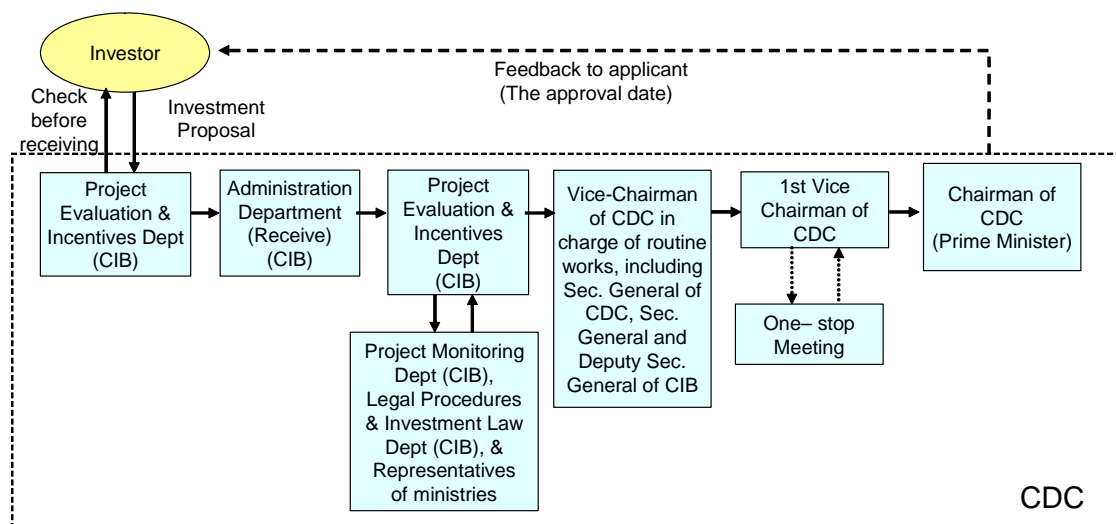 Investor
Feedback to applicant
(The approval date)
Check
before
receiving
Investment
Proposal
Project
Evaluation &
Incentives Dept
(CIB)
Administration
Department
(Receive)
(CIB)
Project
Evaluation &
Incentives
Dept
(CIB)
Vice-Chairman
of CDC in
charge of routine
works, including
Sec. General of
CDC, Sec.
General and
Deputy Sec.
General of CIB
1st Vice
Chairman of
CDC
Chairman of
CDC
(Prime Minister)
Project Monitoring
Dept (CIB),
Legal Procedures
& Investment Law
Dept (CIB), &
Representatives
of ministries
One– stop
Meeting
CDC